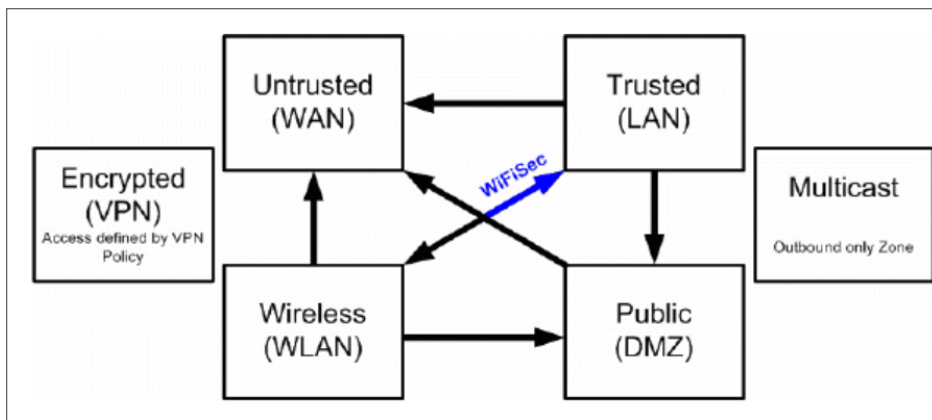 Untrusted
(WAN)
Trusted
(LAN)
WiFiSec
Encrypted
(VPN)
Access defined by VPN
Policy
Multicast
Outbound only Zone
Wireless
(WLAN)
Public
(DMZ)